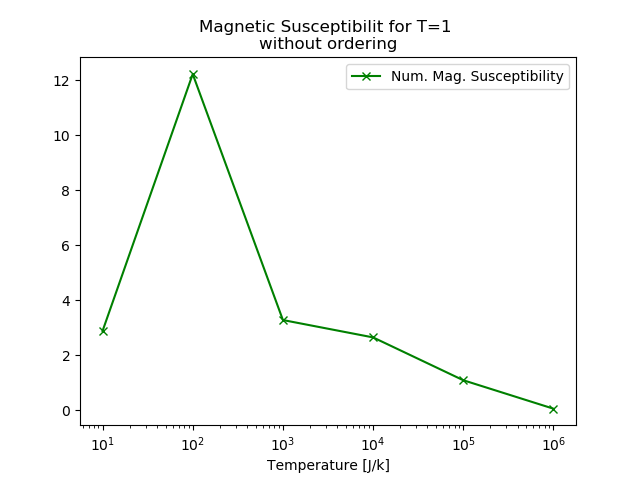 Magnetic Susceptibilit for T=1
without ordering
Num. Mag. Susceptibility
12
10
8
6
4
2
0
10¹ 10² 10³ 10⁴ 10⁵ 10⁶
Temperature [J/k]